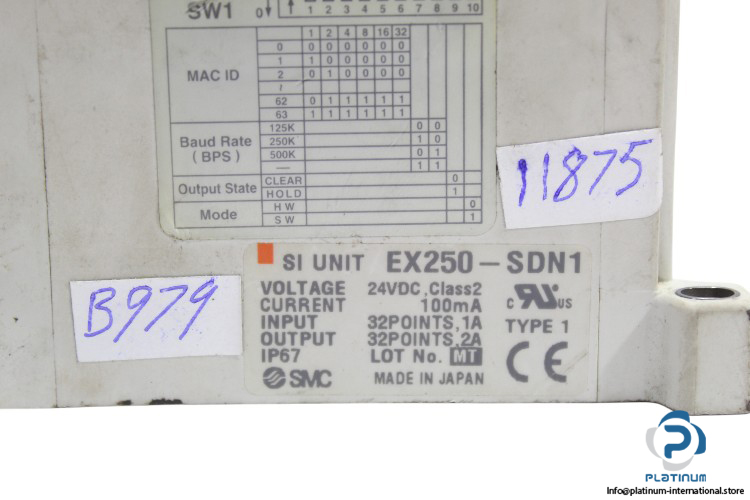 SW1 0 1 2 3 4 5 6 7 8 9 10
1 2 4 8 16 32
MAC ID
0 0 0 0 0 0 0
1 1 0 0 0 0 0
2 0 1 0 0 0 0
62 0 1 1 1 1 1
63 1 1 1 1 1 1
Baud Rate (BPS)
125K 0 0
250K 1 0
500K 0 1
— 1 1
Output State
CLEAR 0
HOLD 1
Mode
HW 0
SW 1
11875
B979
SI UNIT EX250-SDN1
VOLTAGE 24VDC,Class2
CURRENT 100mA
INPUT 32POINTS,1A
OUTPUT 32POINTS,2A
IP67 LOT No. MT
SMC MADE IN JAPAN
c RU us
TYPE 1
CE
PLATINUM
Info@platinum-international.store